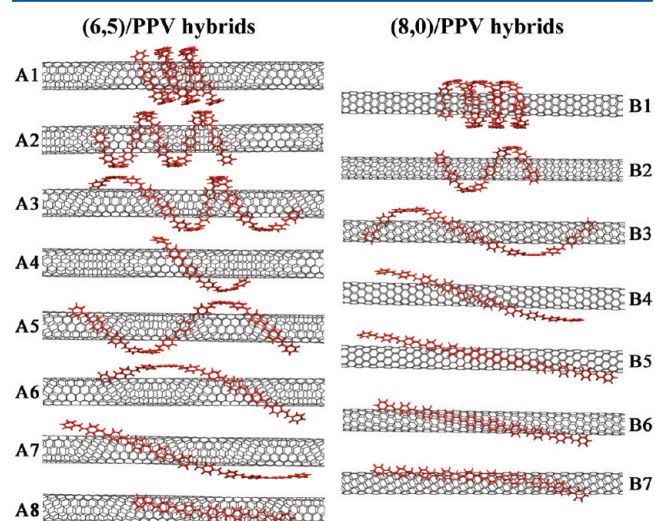 (6,5)/PPV hybrids
(8,0)/PPV hybrids
A1
A2
A3
A4
A5
A6
A7
A8
B1
B2
B3
B4
B5
B6
B7